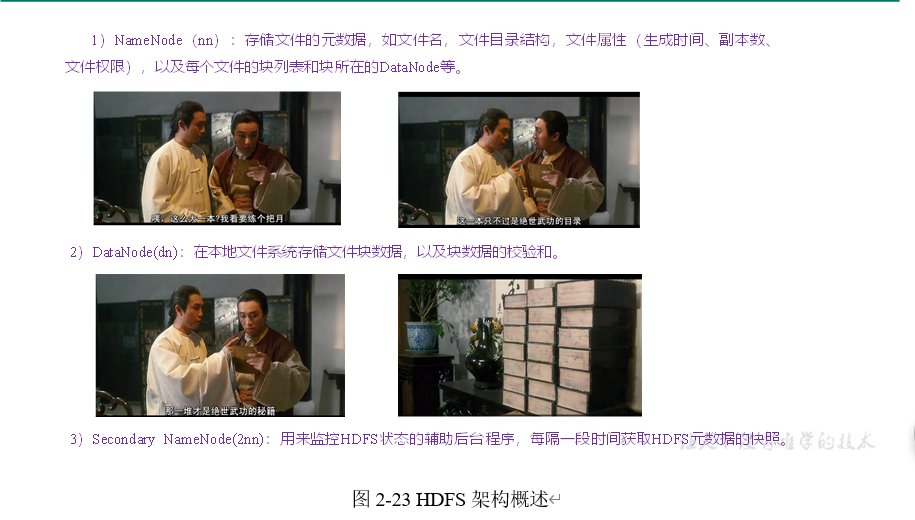 1）NameNode（nn）：存储文件的元数据，如文件名，文件目录结构，文件属性（生成时间、副本数、
文件权限），以及每个文件的块列表和块所在的DataNode等。
咦，这么大一本?我看要练个把月
这一本只不过是绝世武功的目录
2）DataNode(dn)：在本地文件系统存储文件块数据，以及块数据的校验和。
那一堆才是绝世武功的秘籍
3）Secondary NameNode(2nn)：用来监控HDFS状态的辅助后台程序，每隔一段时间获取HDFS元数据的快照。
学的技术
图 2-23 HDFS 架构概述↵